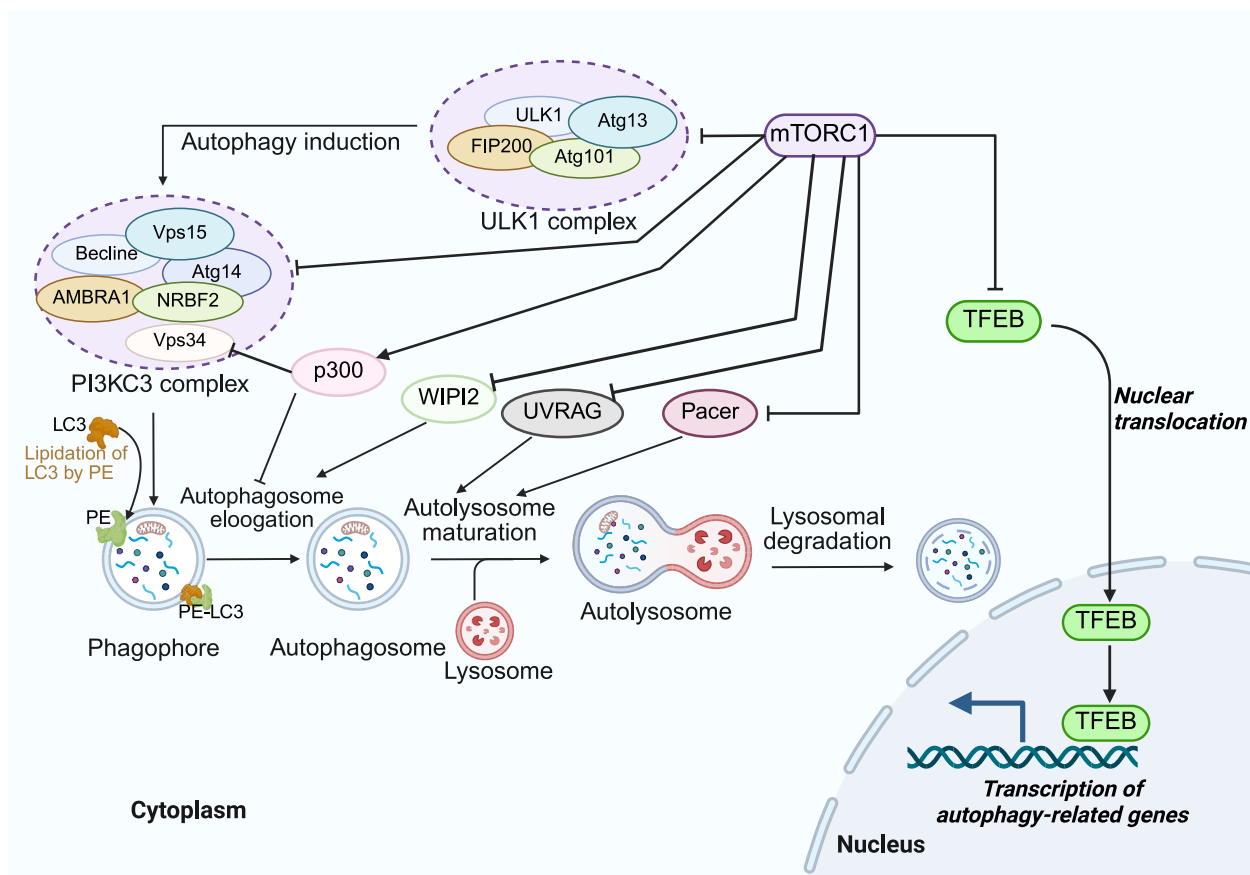 ULK1
Atg13
FIP200
Atg101
ULK1 complex
mTORC1
Autophagy induction
Vps15
Becline
Atg14
AMBRA1
NRBF2
Vps34
PI3KC3 complex
p300
WIPI2
UVRAG
Pacer
TFEB
Nuclear
translocation
LC3
Lipidation of
LC3 by PE
PE
PE-LC3
Phagophore
Autophagosome
eloogation
Autophagosome
Autolysosome
maturation
Lysosome
Autolysosome
Lysosomal
degradation
TFEB
TFEB
Transcription of
autophagy-related genes
Cytoplasm
Nucleus